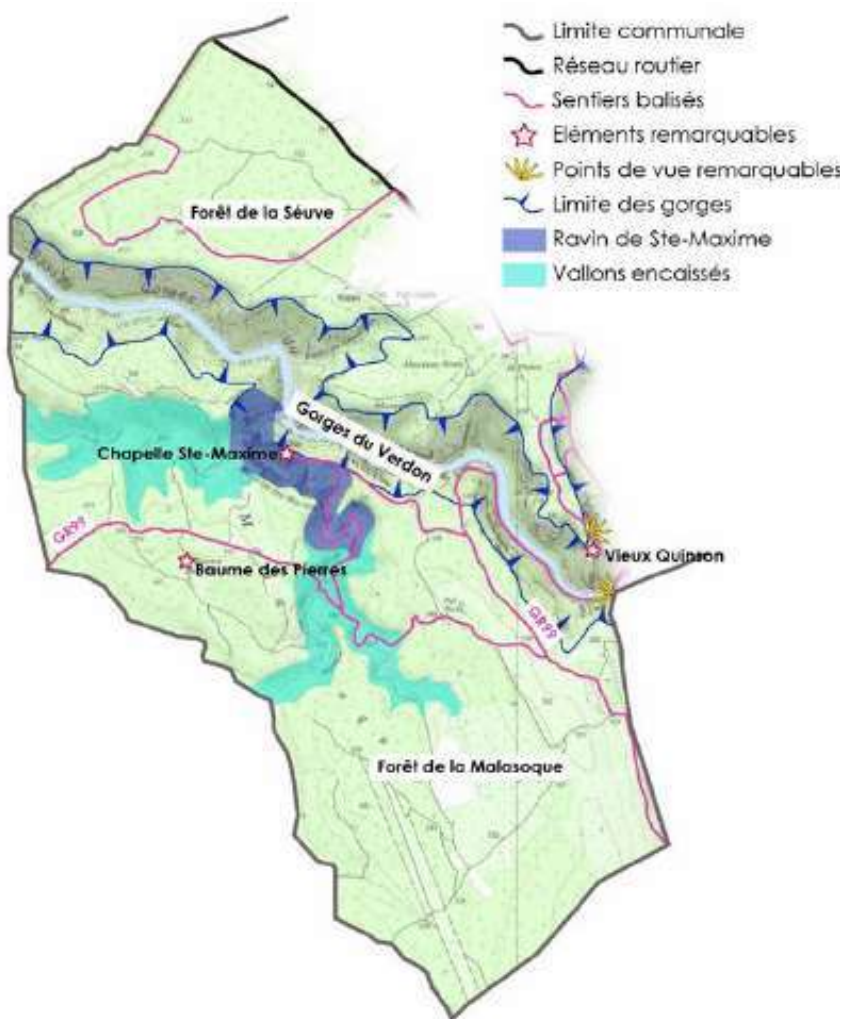 Limite communale
Réseau routier
Sentiers balisés
Eléments remarquables
Points de vue remarquables
Limite des gorges
Ravin de Ste-Maxime
Vallons encaissés
Forêt de la Séuve
Gorges du Verdon
Chapelle Ste-Maxime
GR99
Baume des Pierres
Vieux Quinson
GR99
Forêt de la Malasoque